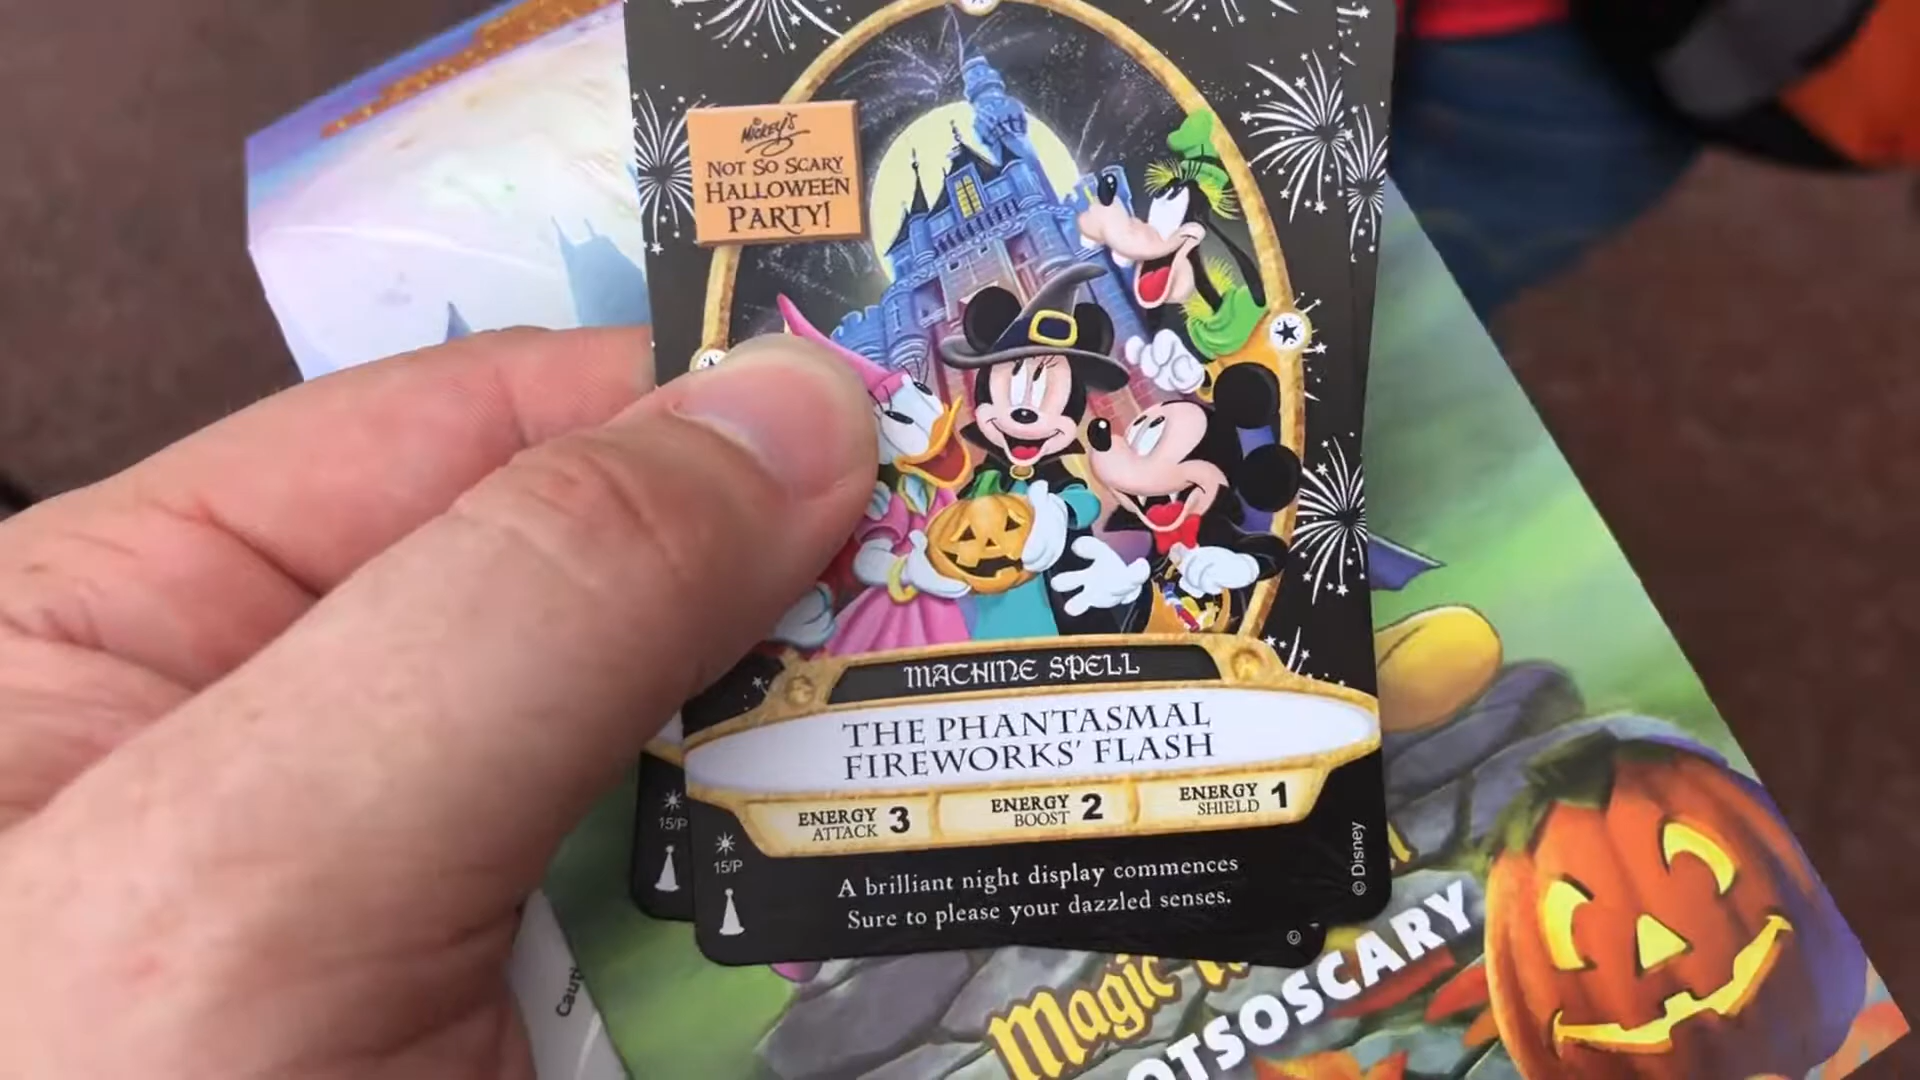 Mickey's
NOT SO SCARY
HALLOWEEN
PARTY!
MACHINE SPELL
THE PHANTASMAL
FIREWORKS' FLASH
ENERGY
ATTACK 3
ENERGY
BOOST 2
ENERGY
SHIELD 1
15/P
15/P
A brilliant night display commences
Sure to please your dazzled senses.
© Disney
©
Magic
OTSOSCARY